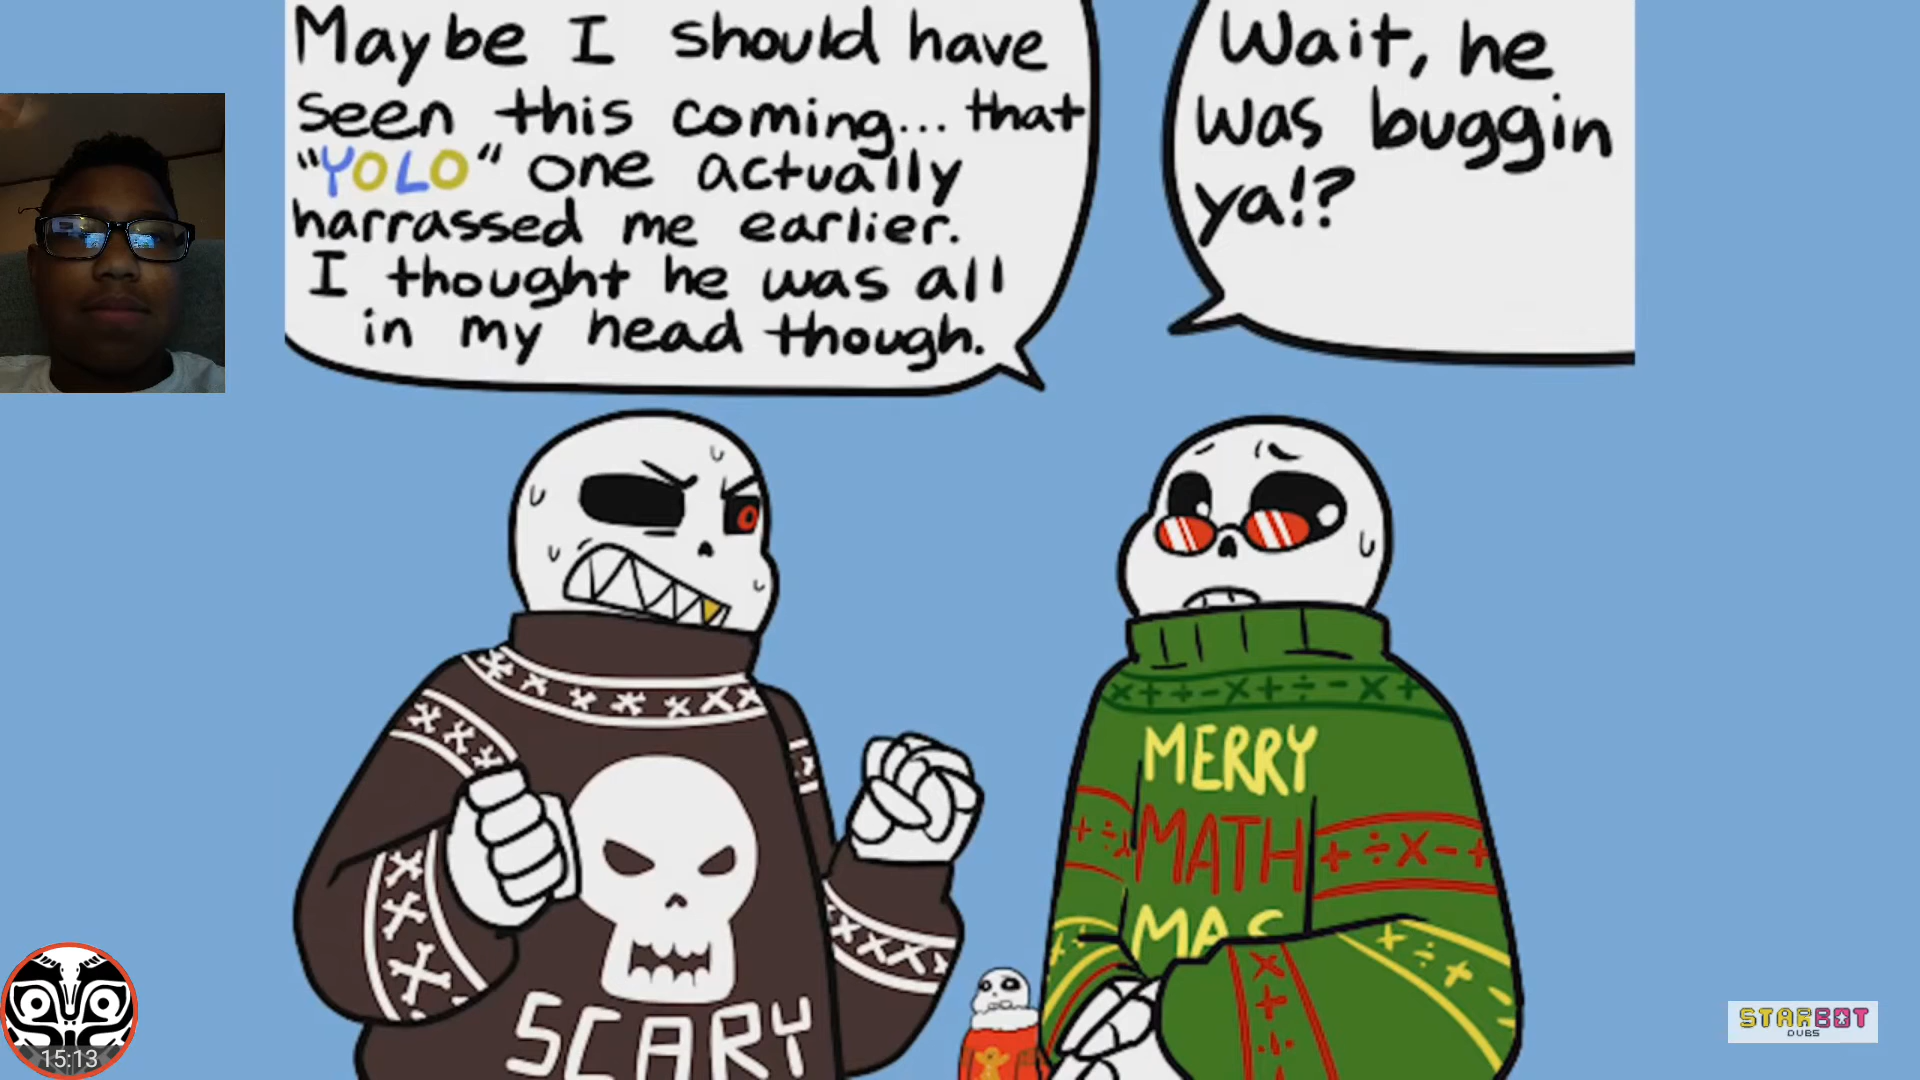 Maybe I should have
seen this coming... that
"YOLO" one actually
harrassed me earlier.
I thought he was all
in my head though.
Wait, he
was buggin
ya!?
MERRY
MATH
MAS
SCARY
15:13
STARBOT
DUBS